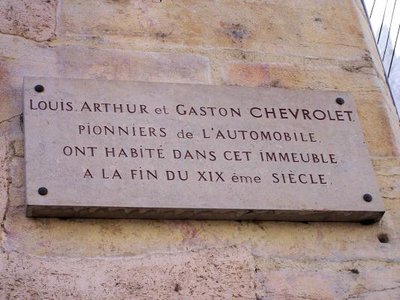 LOUIS. ARTHUR et GASTON CHEVROLET.
PIONNIERS de L'AUTOMOBILE.
ONT HABITÉ DANS CET IMMEUBLE
A LA FIN DU XIX ème SIÈCLE.